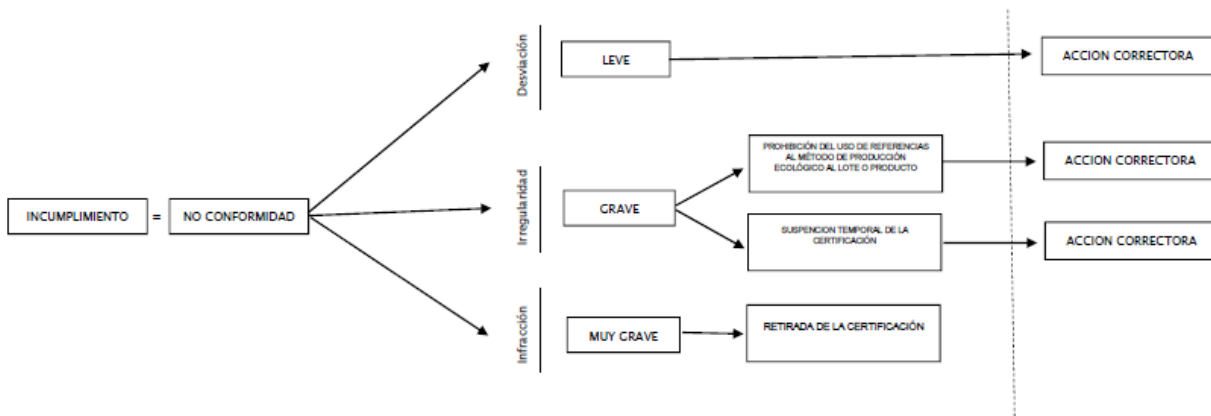 Desviación
LEVE
ACCION CORRECTORA
INCUMPLIMIENTO
=
NO CONFORMIDAD
Irregularidad
GRAVE
PROHIBICIÓN DEL USO DE REFERENCIAS
AL MÉTODO DE PRODUCCIÓN
ECOLÓGICO AL LOTE O PRODUCTO
ACCION CORRECTORA
SUSPENCION TEMPORAL DE LA
CERTIFICACIÓN
ACCION CORRECTORA
Infracción
MUY GRAVE
RETIRADA DE LA CERTIFICACIÓN